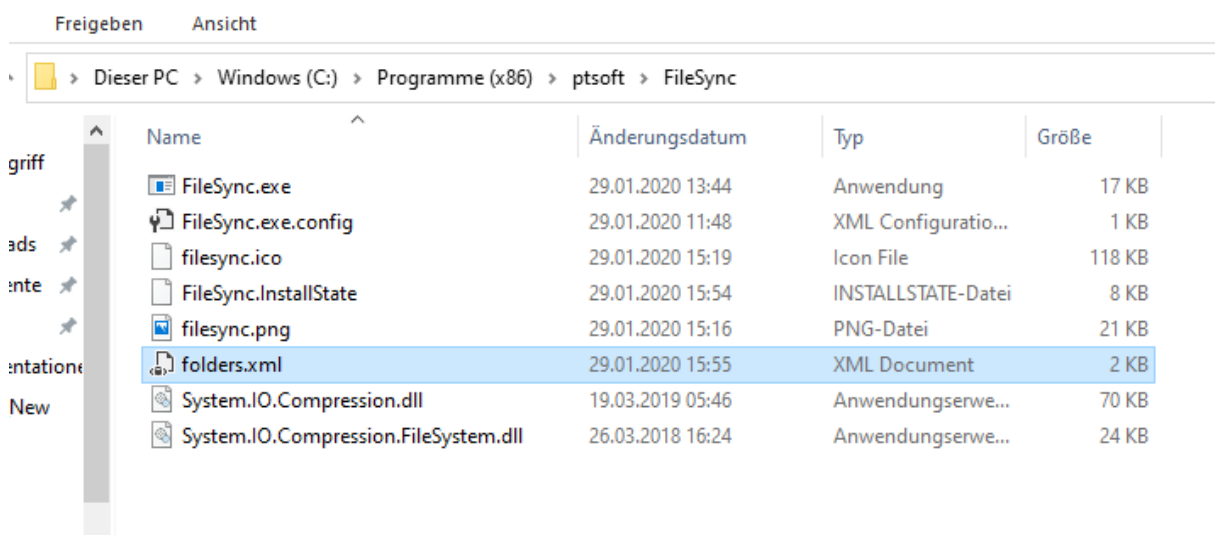 Freigeben Ansicht
Dieser PC > Windows (C:) > Programme (x86) > ptsoft > FileSync
Name Änderungsdatum Typ Größe
griff
FileSync.exe 29.01.2020 13:44 Anwendung 17 KB
FileSync.exe.config 29.01.2020 11:48 XML Configuratio... 1 KB
ads
filesync.ico 29.01.2020 15:19 Icon File 118 KB
ente
FileSync.InstallState 29.01.2020 15:54 INSTALLSTATE-Datei 8 KB
filesync.png 29.01.2020 15:16 PNG-Datei 21 KB
entatione
folders.xml 29.01.2020 15:55 XML Document 2 KB
New
System.IO.Compression.dll 19.03.2019 05:46 Anwendungserwe... 70 KB
System.IO.Compression.FileSystem.dll 26.03.2018 16:24 Anwendungserwe... 24 KB